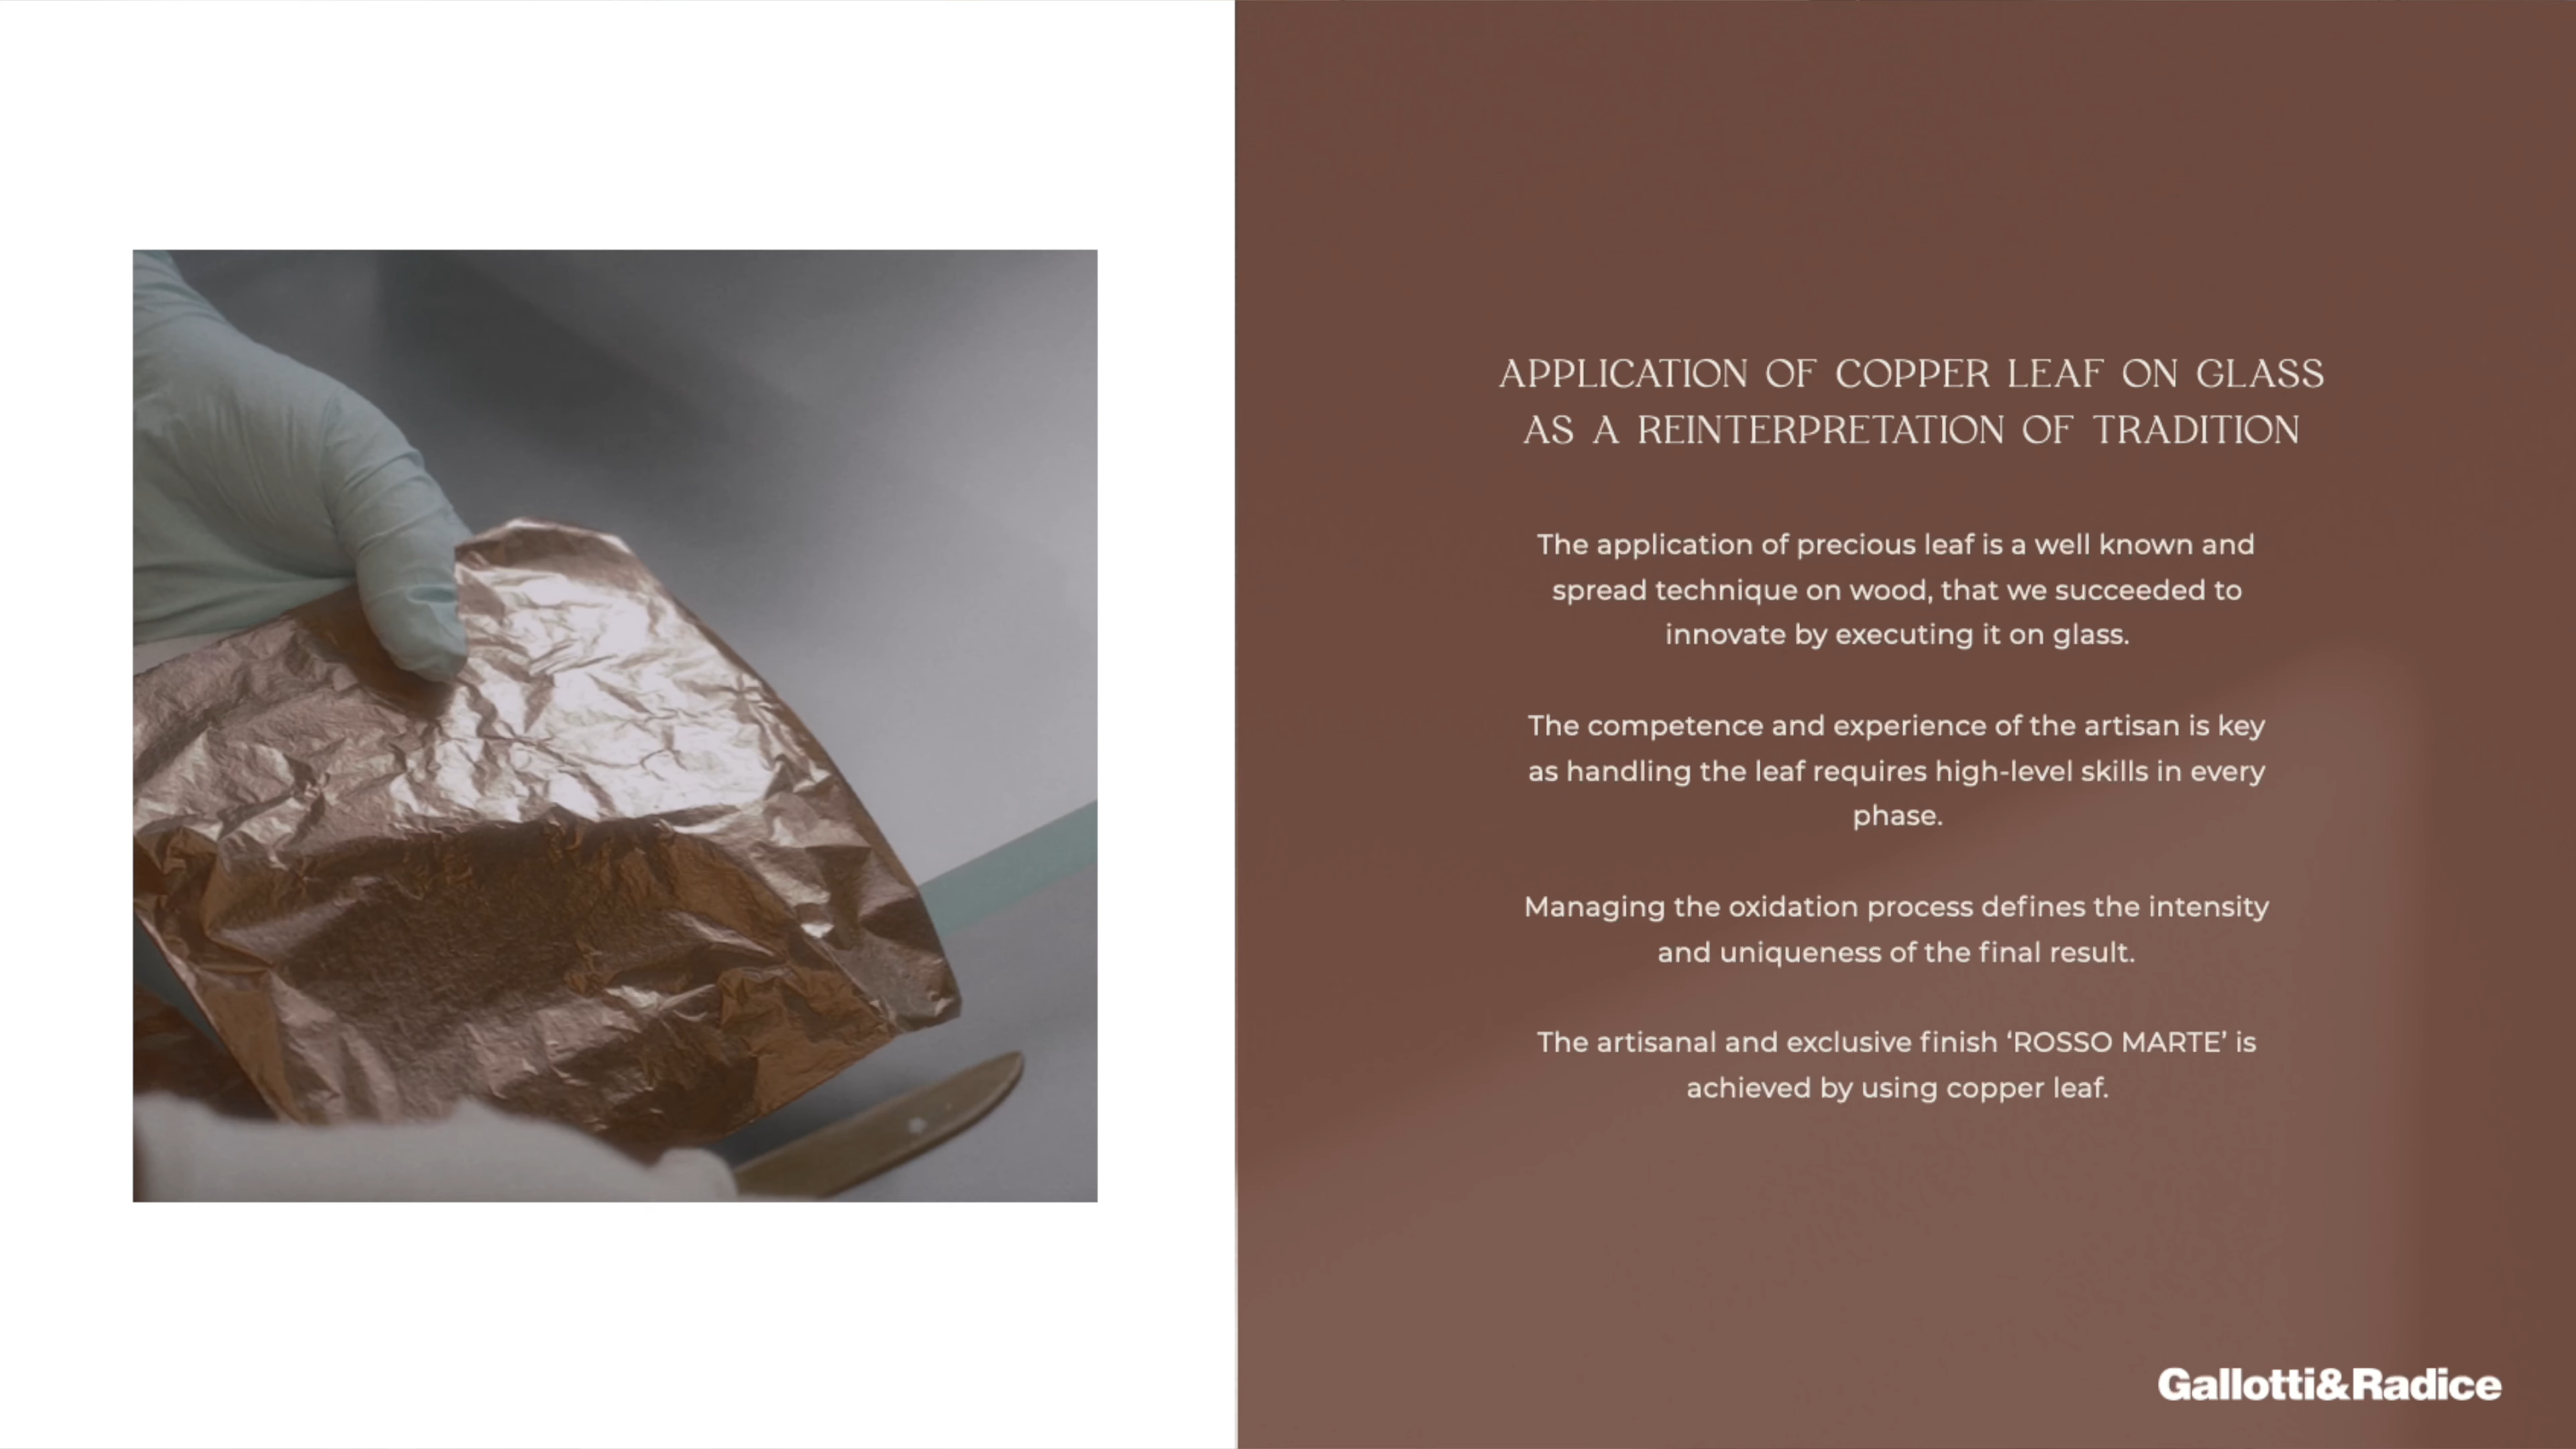 APPLICATION OF COPPER LEAF ON GLASS
AS A REINTERPRETATION OF TRADITION
The application of precious leaf is a well known and
spread technique on wood, that we succeeded to
innovate by executing it on glass.
The competence and experience of the artisan is key
as handling the leaf requires high-level skills in every
phase.
Managing the oxidation process defines the intensity
and uniqueness of the final result.
The artisanal and exclusive finish ‘ROSSO MARTE’ is
achieved by using copper leaf.
Gallotti&Radice